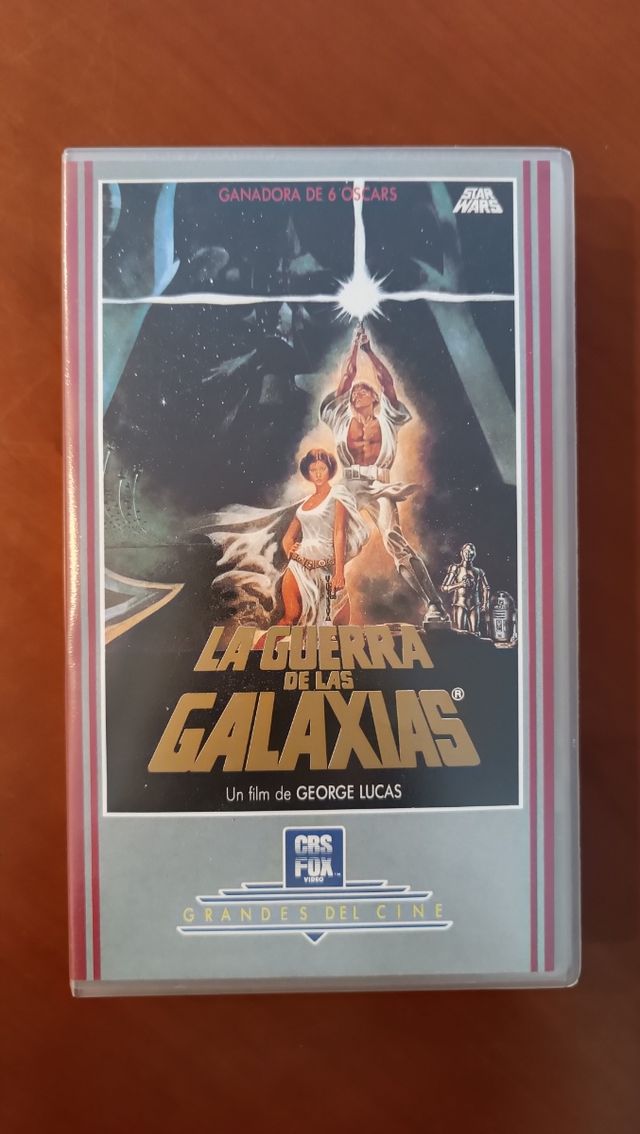 GANADORA DE 6 OSCARS
STAR
WARS
LA GUERRA
DE LAS
GALAXIAS®
Un film de GEORGE LUCAS
CBS
FOX
VIDEO™
GRANDES DEL CINE